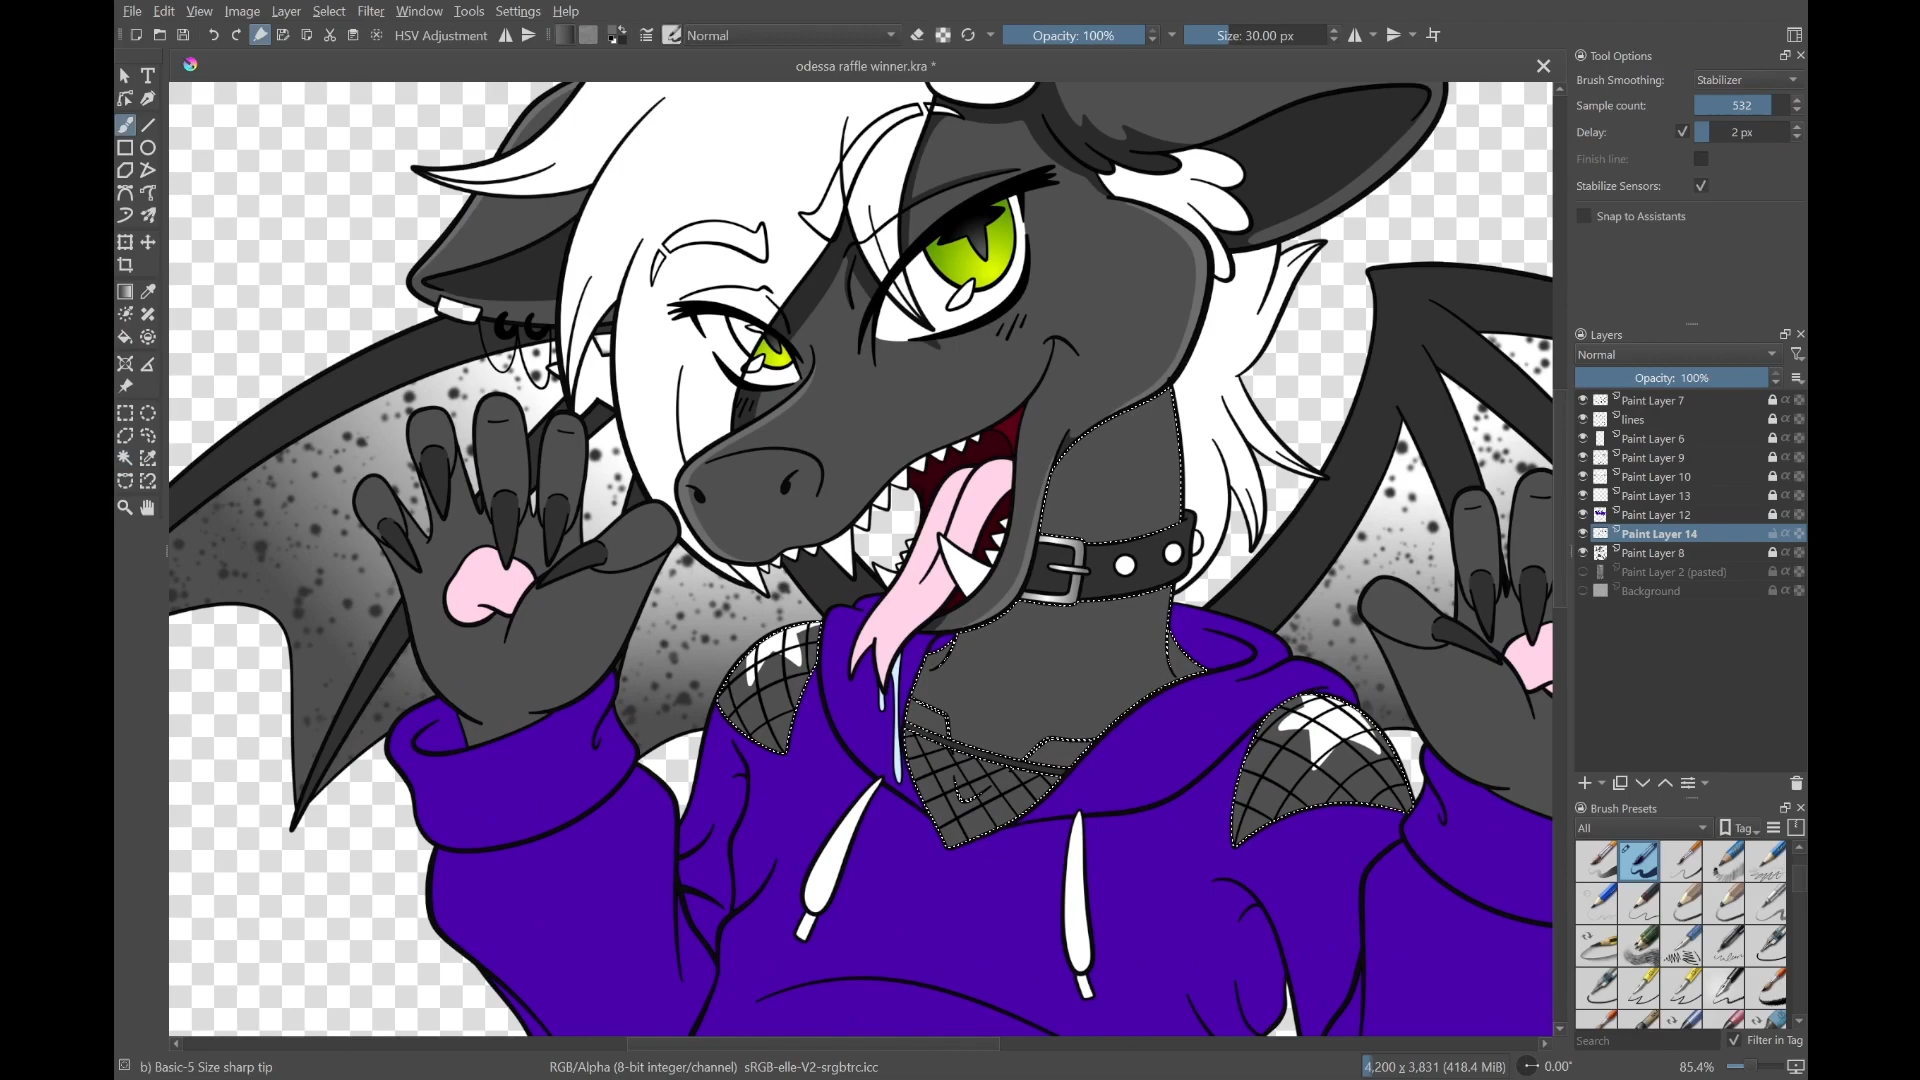 File Edit View Image Layer Select Filter Window Tools Settings Help
HSV Adjustment Normal Opacity: 100% Size: 30.00 px
odessa raffle winner.kra *
Tool Options
Brush Smoothing: Stabilizer
Sample count: 532
Delay: 2 px
Finish line:
Stabilize Sensors:
Snap to Assistants
Layers
Normal
Opacity: 100%
Paint Layer 7
lines
Paint Layer 6
Paint Layer 9
Paint Layer 10
Paint Layer 13
Paint Layer 12
Paint Layer 14
Paint Layer 8
Paint Layer 2 (pasted)
Background
Brush Presets
All Tag
Search Filter in Tag
b) Basic-5 Size sharp tip RGB/Alpha (8-bit integer/channel) sRGB-elle-V2-srgbtrc.icc 4,200 x 3,831 (418.4 MiB) 0.00° 85.4%